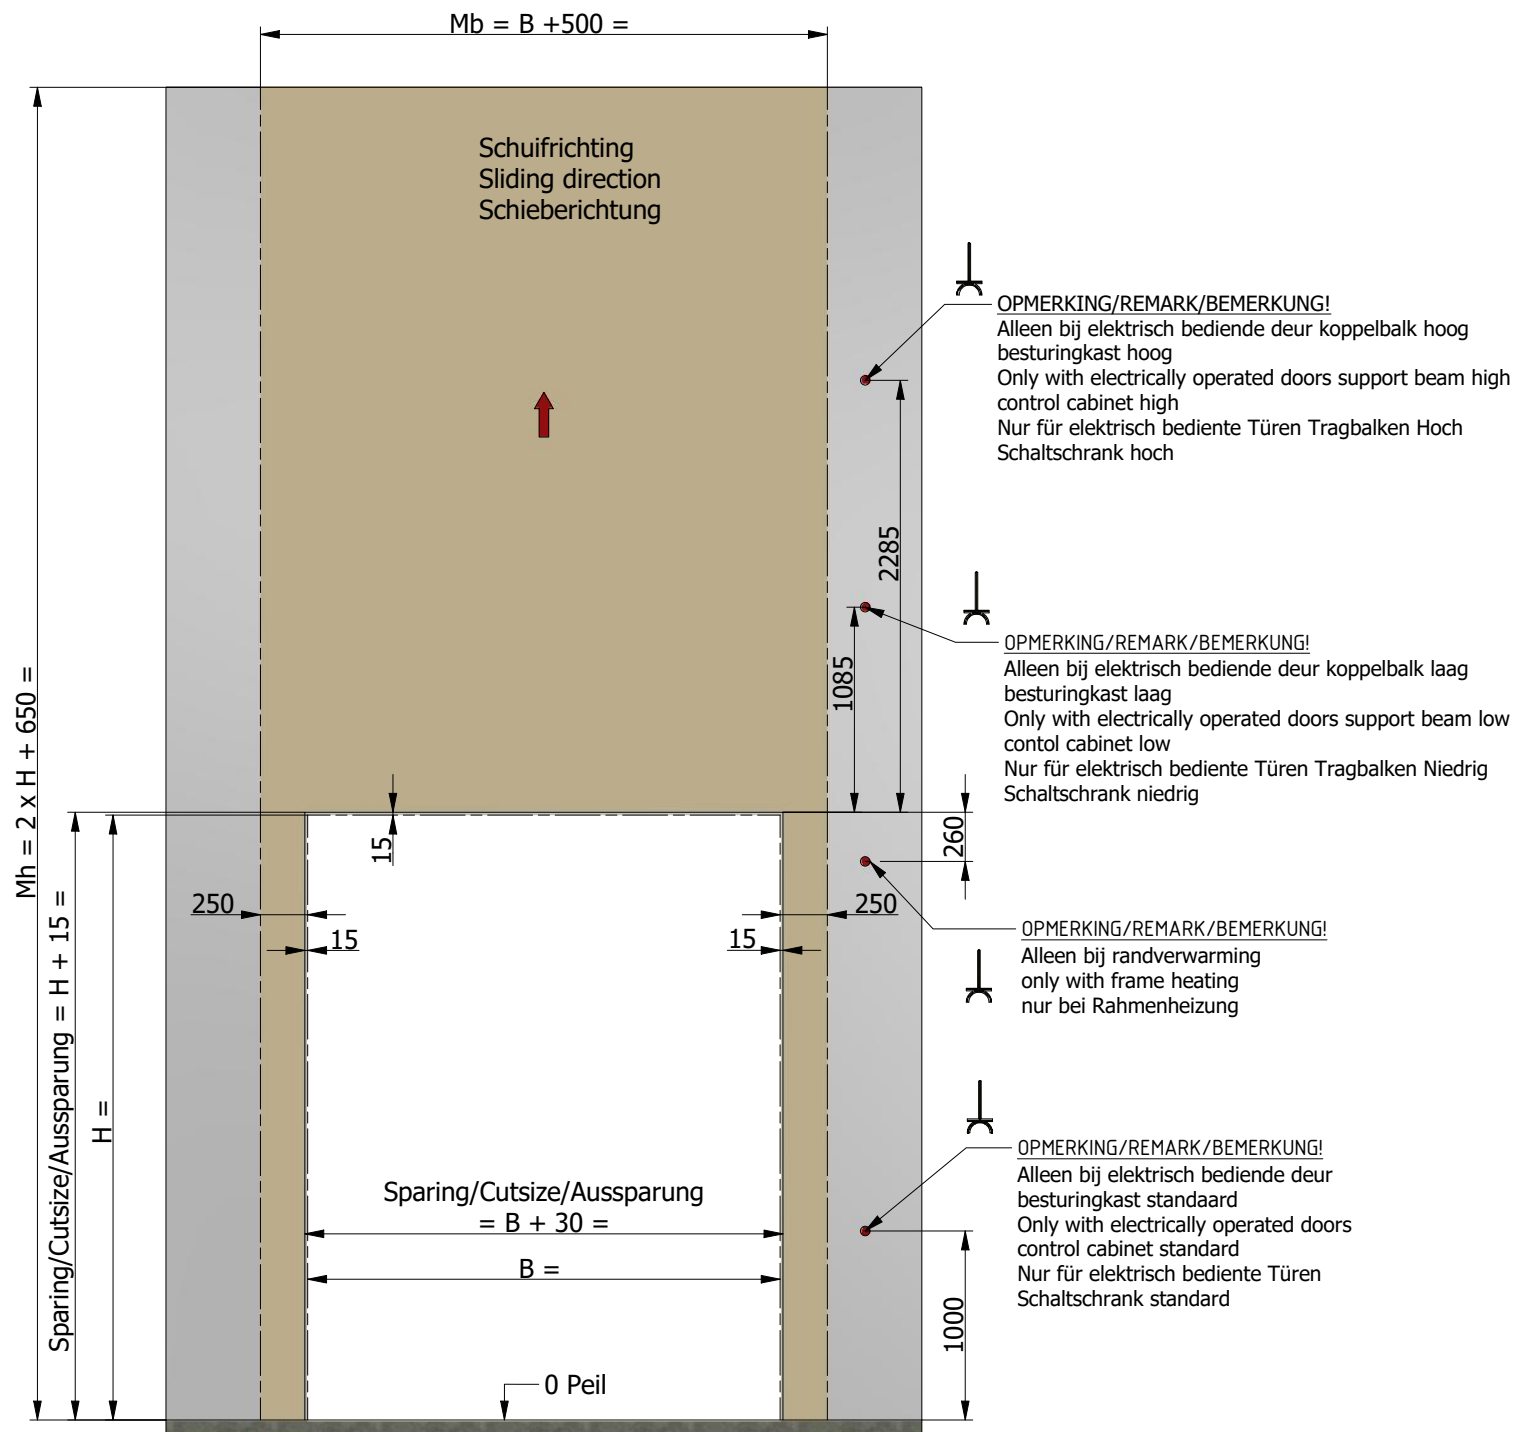 Mb = B +500 =
Schuifrichting
Sliding direction
Schieberichtung
OPMERKING/REMARK/BEMERKUNG!
Alleen bij elektrisch bediende deur koppelbalk hoog
besturingkast hoog
Only with electrically operated doors support beam high
control cabinet high
Nur für elektrisch bediente Türen Tragbalken Hoch
Schaltschrank hoch
2285
OPMERKING/REMARK/BEMERKUNG!
Alleen bij elektrisch bediende deur koppelbalk laag
besturingkast laag
Only with electrically operated doors support beam low
contol cabinet low
Nur für elektrisch bediente Türen Tragbalken Niedrig
Schaltschrank niedrig
1085
Mh = 2 x H + 650 =
15
260
250
250
15
15
OPMERKING/REMARK/BEMERKUNG!
Alleen bij randverwarming
only with frame heating
nur bei Rahmenheizung
Sparing/Cutsize/Aussparung = H + 15 =
H =
OPMERKING/REMARK/BEMERKUNG!
Alleen bij elektrisch bediende deur
besturingkast standaard
Only with electrically operated doors
control cabinet standard
Nur für elektrisch bediente Türen
Schaltschrank standard
Sparing/Cutsize/Aussparung
= B + 30 =
B =
1000
0 Peil